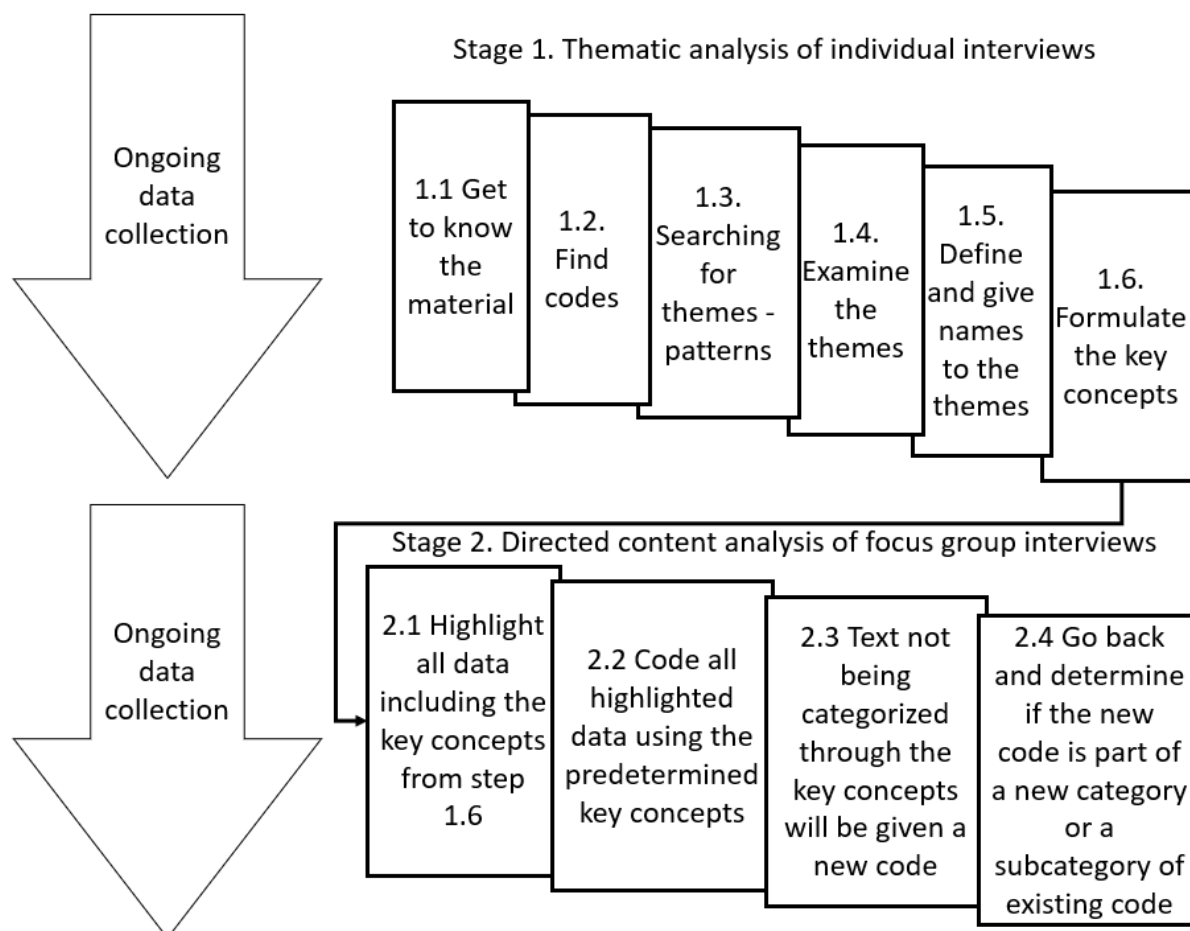 Stage 1. Thematic analysis of individual interviews
Ongoing
data
collection
1.1 Get
to know
the
material
1.2.
Find
codes
1.3.
Searching
for
themes -
patterns
1.4.
Examine
the
themes
1.5.
Define
and give
names
to the
themes
1.6.
Formulate
the key
concepts
Stage 2. Directed content analysis of focus group interviews
Ongoing
data
collection
2.1 Highlight
all data
including the
key concepts
from step
1.6
2.2 Code all
highlighted
data using the
predetermined
key concepts
2.3 Text not
being
categorized
through the
key concepts
will be given a
new code
2.4 Go back
and determine
if the new
code is part of
a new category
or a
subcategory of
existing code